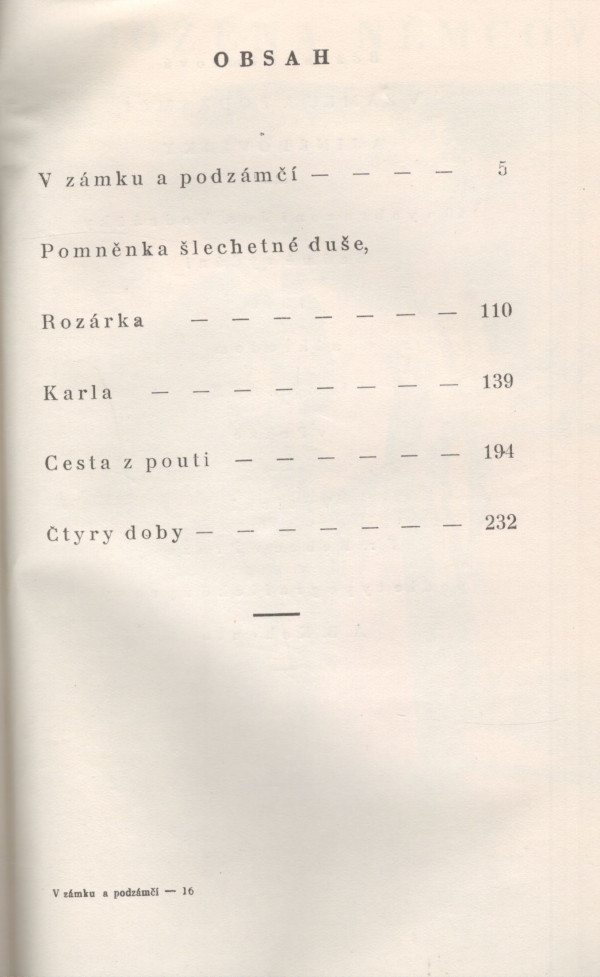 OBSAH
V zámku a podzámčí — — — — 5
Pomněnka šlechetné duše,
Rozárka — — — — — — — 110
Karla — — — — — — — — 139
Cesta z pouti — — — — — — 194
Čtyry doby — — — — — — — 232
V zámku a podzámčí — 16